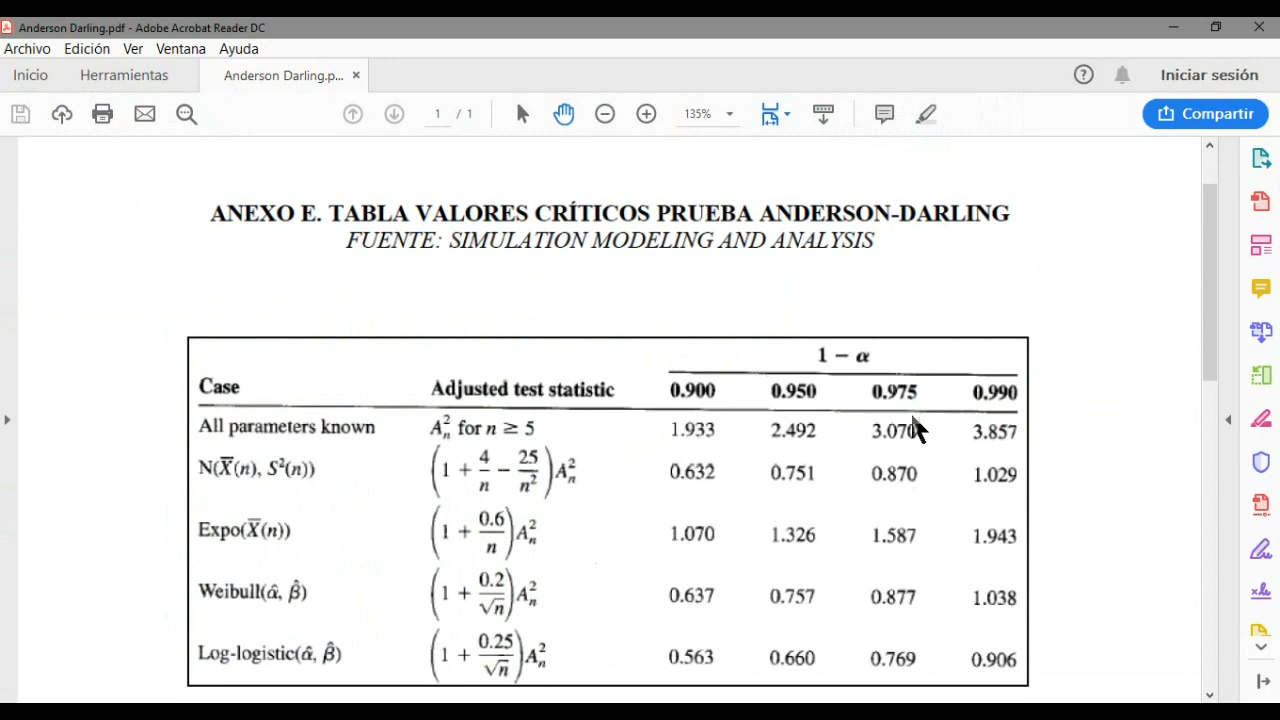 Anderson Darling.pdf - Adobe Acrobat Reader DC
Archivo Edición Ver Ventana Ayuda
Inicio Herramientas Anderson Darling.p... × Iniciar sesión
1 / 1 135% Compartir
ANEXO E. TABLA VALORES CRÍTICOS PRUEBA ANDERSON-DARLING
FUENTE: SIMULATION MODELING AND ANALYSIS
1 − α
Case Adjusted test statistic 0.900 0.950 0.975 0.990
All parameters known A²ₙ for n ≥ 5 1.933 2.492 3.070 3.857
N(X̄(n), S²(n)) (1 + 4/n − 25/n²)A²ₙ 0.632 0.751 0.870 1.029
Expo(X̄(n)) (1 + 0.6/n)A²ₙ 1.070 1.326 1.587 1.943
Weibull(α̂, β̂) (1 + 0.2/√n)A²ₙ 0.637 0.757 0.877 1.038
Log-logistic(α̂, β̂) (1 + 0.25/√n)A²ₙ 0.563 0.660 0.769 0.906